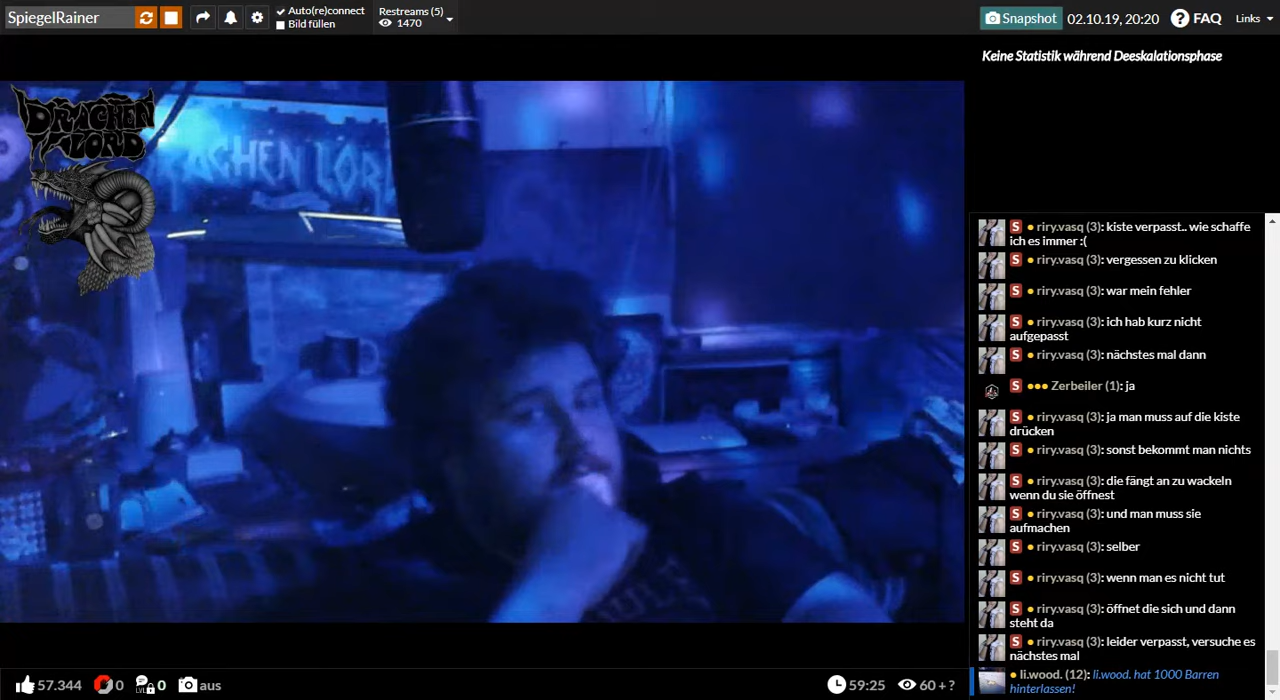 SpiegelRainer
Auto(re)connect
Bild füllen
Restreams (5)
1470
Snapshot
02.10.19, 20:20
FAQ
Links
Keine Statistik während Deeskalationsphase
DRACHEN
LORD
ACHEN LORD
S riry.vasq (3): kiste verpasst.. wie schaffe
ich es immer :(
S riry.vasq (3): vergessen zu klicken
S riry.vasq (3): war mein fehler
S riry.vasq (3): ich hab kurz nicht
aufgepasst
S riry.vasq (3): nächstes mal dann
S Zerbeiler (1): ja
S riry.vasq (3): ja man muss auf die kiste
drücken
S riry.vasq (3): sonst bekommt man nichts
S riry.vasq (3): die fängt an zu wackeln
wenn du sie öffnest
S riry.vasq (3): und man muss sie
aufmachen
S riry.vasq (3): selber
S riry.vasq (3): wenn man es nicht tut
S riry.vasq (3): öffnet die sich und dann
steht da
S riry.vasq (3): leider verpasst, versuche es
nächstes mal
li.wood. (12): li.wood. hat 1000 Barren
hinterlassen!
57.344
0
LVL
0
aus
59:25
60 + ?